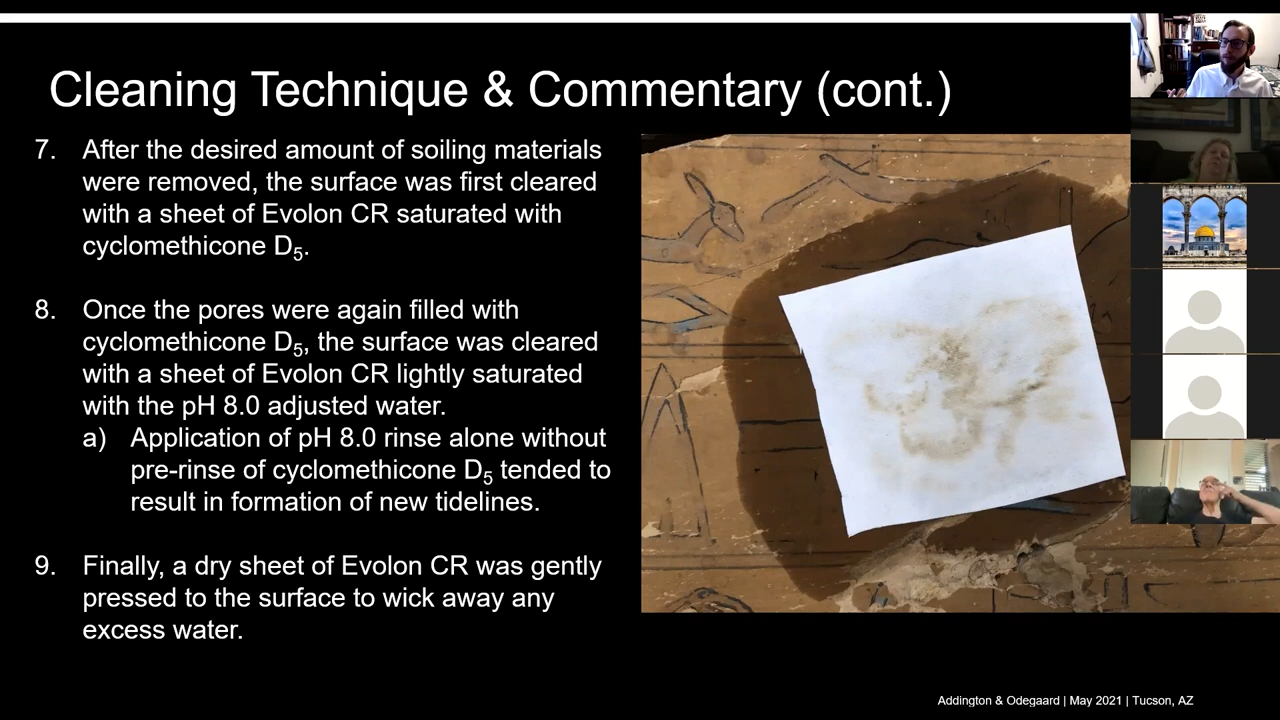 Cleaning Technique & Commentary (cont.)
7. After the desired amount of soiling materials
were removed, the surface was first cleared
with a sheet of Evolon CR saturated with
cyclomethicone D₅.
8. Once the pores were again filled with
cyclomethicone D₅, the surface was cleared
with a sheet of Evolon CR lightly saturated
with the pH 8.0 adjusted water.
a) Application of pH 8.0 rinse alone without
pre-rinse of cyclomethicone D₅ tended to
result in formation of new tidelines.
9. Finally, a dry sheet of Evolon CR was gently
pressed to the surface to wick away any
excess water.
Addington & Odegaard | May 2021 | Tucson, AZ